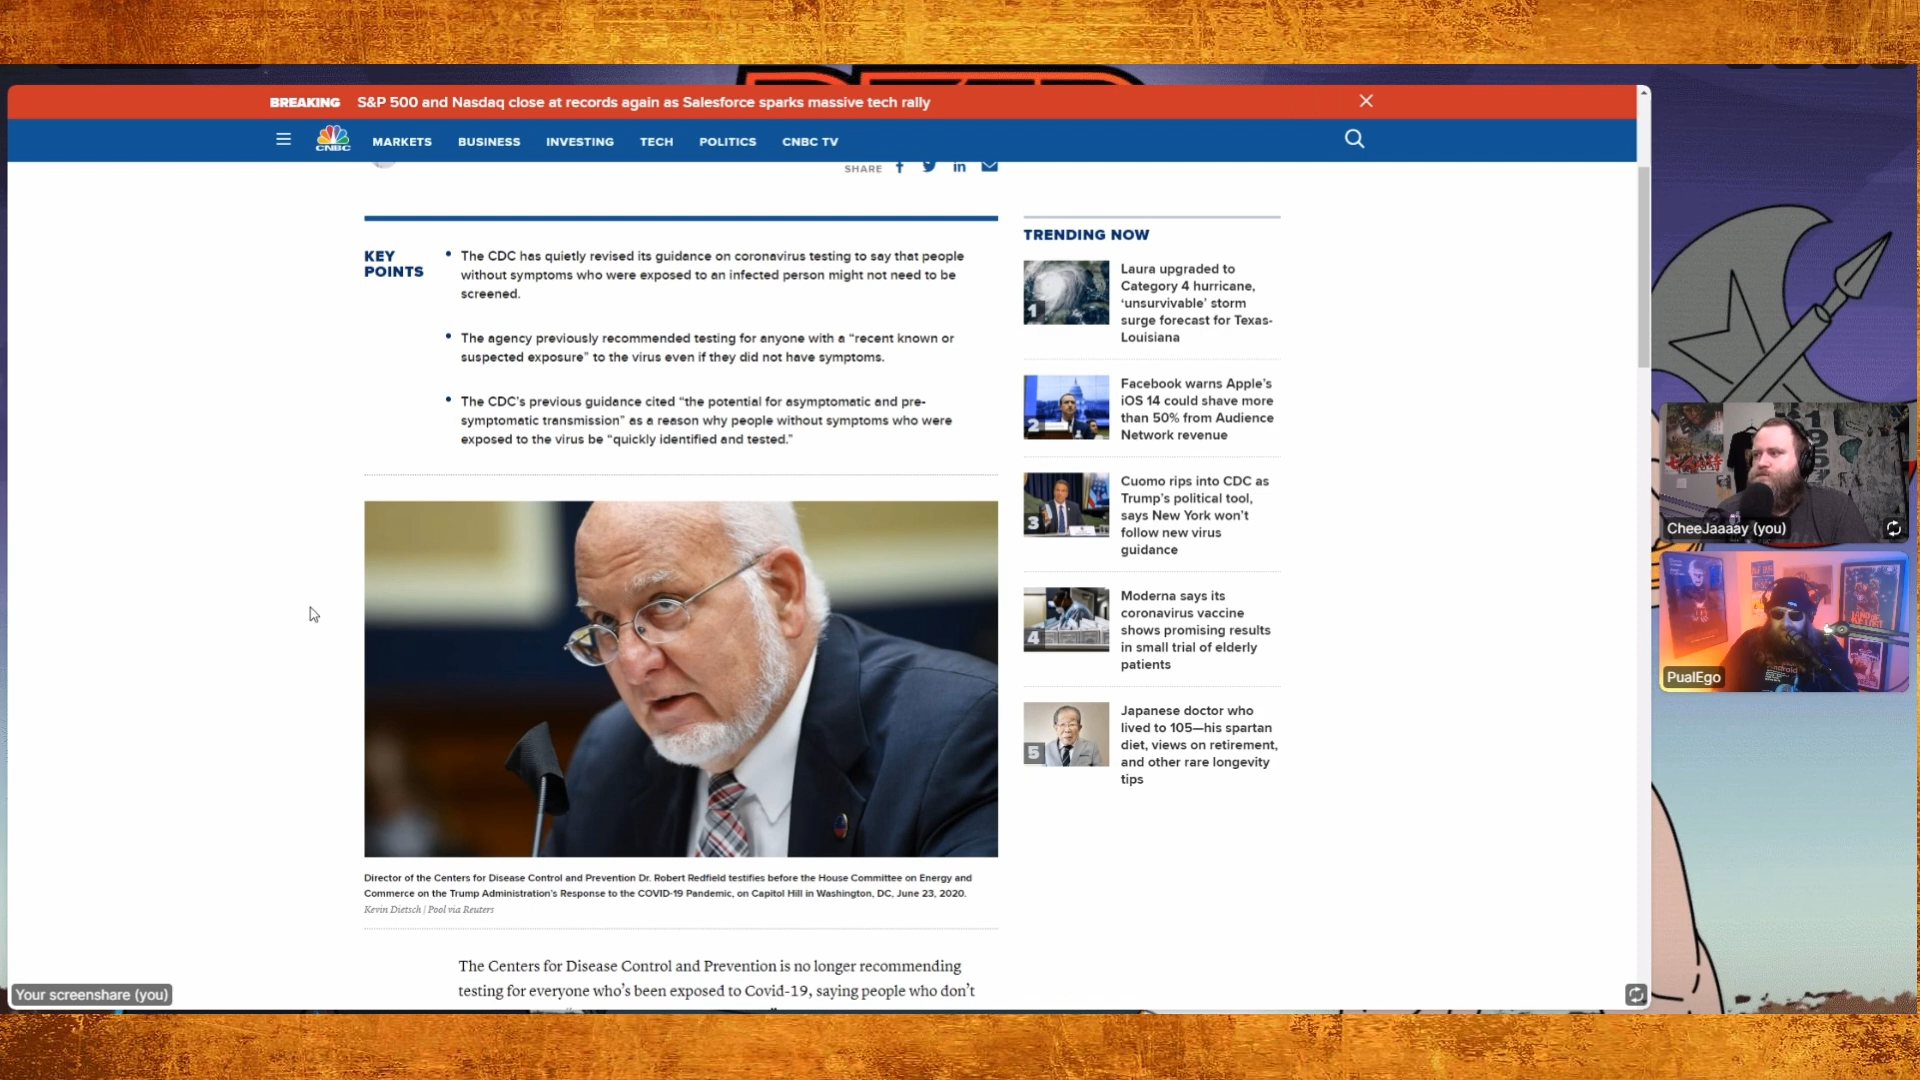 BREAKING S&P 500 and Nasdaq close at records again as Salesforce sparks massive tech rally
CNBC
MARKETS BUSINESS INVESTING TECH POLITICS CNBC TV
SHARE
KEY POINTS
The CDC has quietly revised its guidance on coronavirus testing to say that people
without symptoms who were exposed to an infected person might not need to be
screened.
The agency previously recommended testing for anyone with a “recent known or
suspected exposure” to the virus even if they did not have symptoms.
The CDC’s previous guidance cited “the potential for asymptomatic and pre-
symptomatic transmission” as a reason why people without symptoms who were
exposed to the virus be “quickly identified and tested.”
Director of the Centers for Disease Control and Prevention Dr. Robert Redfield testifies before the House Committee on Energy and
Commerce on the Trump Administration’s Response to the COVID-19 Pandemic, on Capitol Hill in Washington, DC, June 23, 2020.
Kevin Dietsch | Pool via Reuters
The Centers for Disease Control and Prevention is no longer recommending
testing for everyone who’s been exposed to Covid-19, saying people who don’t
TRENDING NOW
1
Laura upgraded to
Category 4 hurricane,
‘unsurvivable’ storm
surge forecast for Texas-
Louisiana
2
Facebook warns Apple’s
iOS 14 could shave more
than 50% from Audience
Network revenue
3
Cuomo rips into CDC as
Trump’s political tool,
says New York won’t
follow new virus
guidance
4
Moderna says its
coronavirus vaccine
shows promising results
in small trial of elderly
patients
5
Japanese doctor who
lived to 105—his spartan
diet, views on retirement,
and other rare longevity
tips
CheeJaaaay (you)
PualEgo
Your screenshare (you)